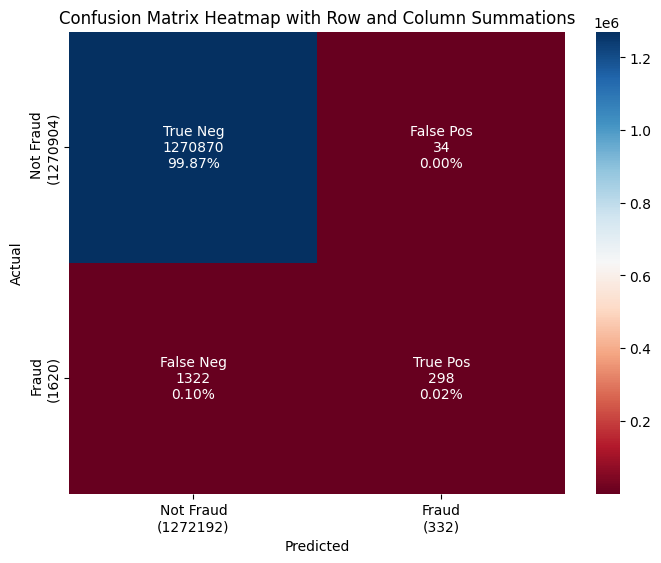 Confusion Matrix Heatmap with Row and Column Summations
1e6
True Neg
1270870
99.87%
False Pos
34
0.00%
False Neg
1322
0.10%
True Pos
298
0.02%
Not Fraud
(1270904)
Fraud
(1620)
Actual
Not Fraud
(1272192)
Fraud
(332)
Predicted
1.2
1.0
0.8
0.6
0.4
0.2